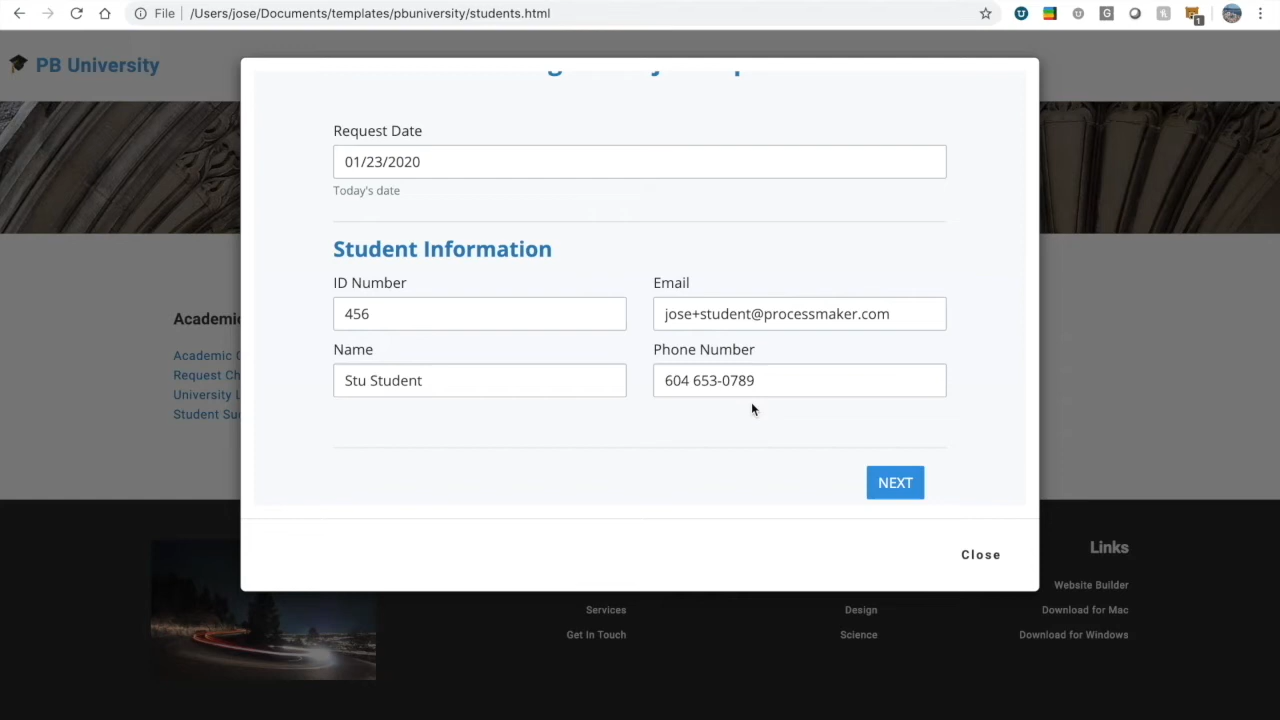 File | /Users/jose/Documents/templates/pbuniversity/students.html
1
PB University
Request Date
01/23/2020
Today's date
Student Information
ID Number
Email
456
jose+student@processmaker.com
Name
Phone Number
Stu Student
604 653-0789
Academic
Academic
Request
University
Student
NEXT
Close
Links
Website Builder
Services
Design
Download for Mac
Get In Touch
Science
Download for Windows